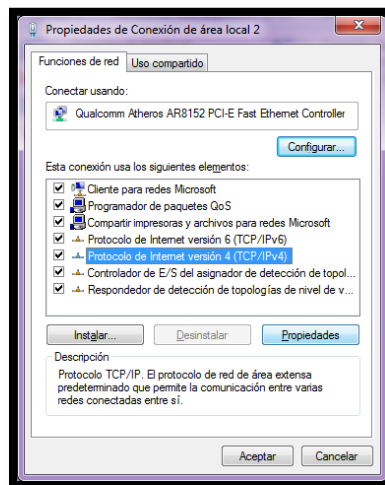 Propiedades de Conexión de área local 2
Funciones de red
Uso compartido
Conectar usando:
Qualcomm Atheros AR8152 PCI-E Fast Ethernet Controller
Configurar...
Esta conexión usa los siguientes elementos:
Cliente para redes Microsoft
Programador de paquetes QoS
Compartir impresoras y archivos para redes Microsoft
Protocolo de Internet versión 6 (TCP/IPv6)
Protocolo de Internet versión 4 (TCP/IPv4)
Controlador de E/S del asignador de detección de topol...
Respondedor de detección de topologías de nivel de v...
Instalar...
Desinstalar
Propiedades
Descripción
Protocolo TCP/IP. El protocolo de red de área extensa
predeterminado que permite la comunicación entre varias
redes conectadas entre sí.
Aceptar
Cancelar